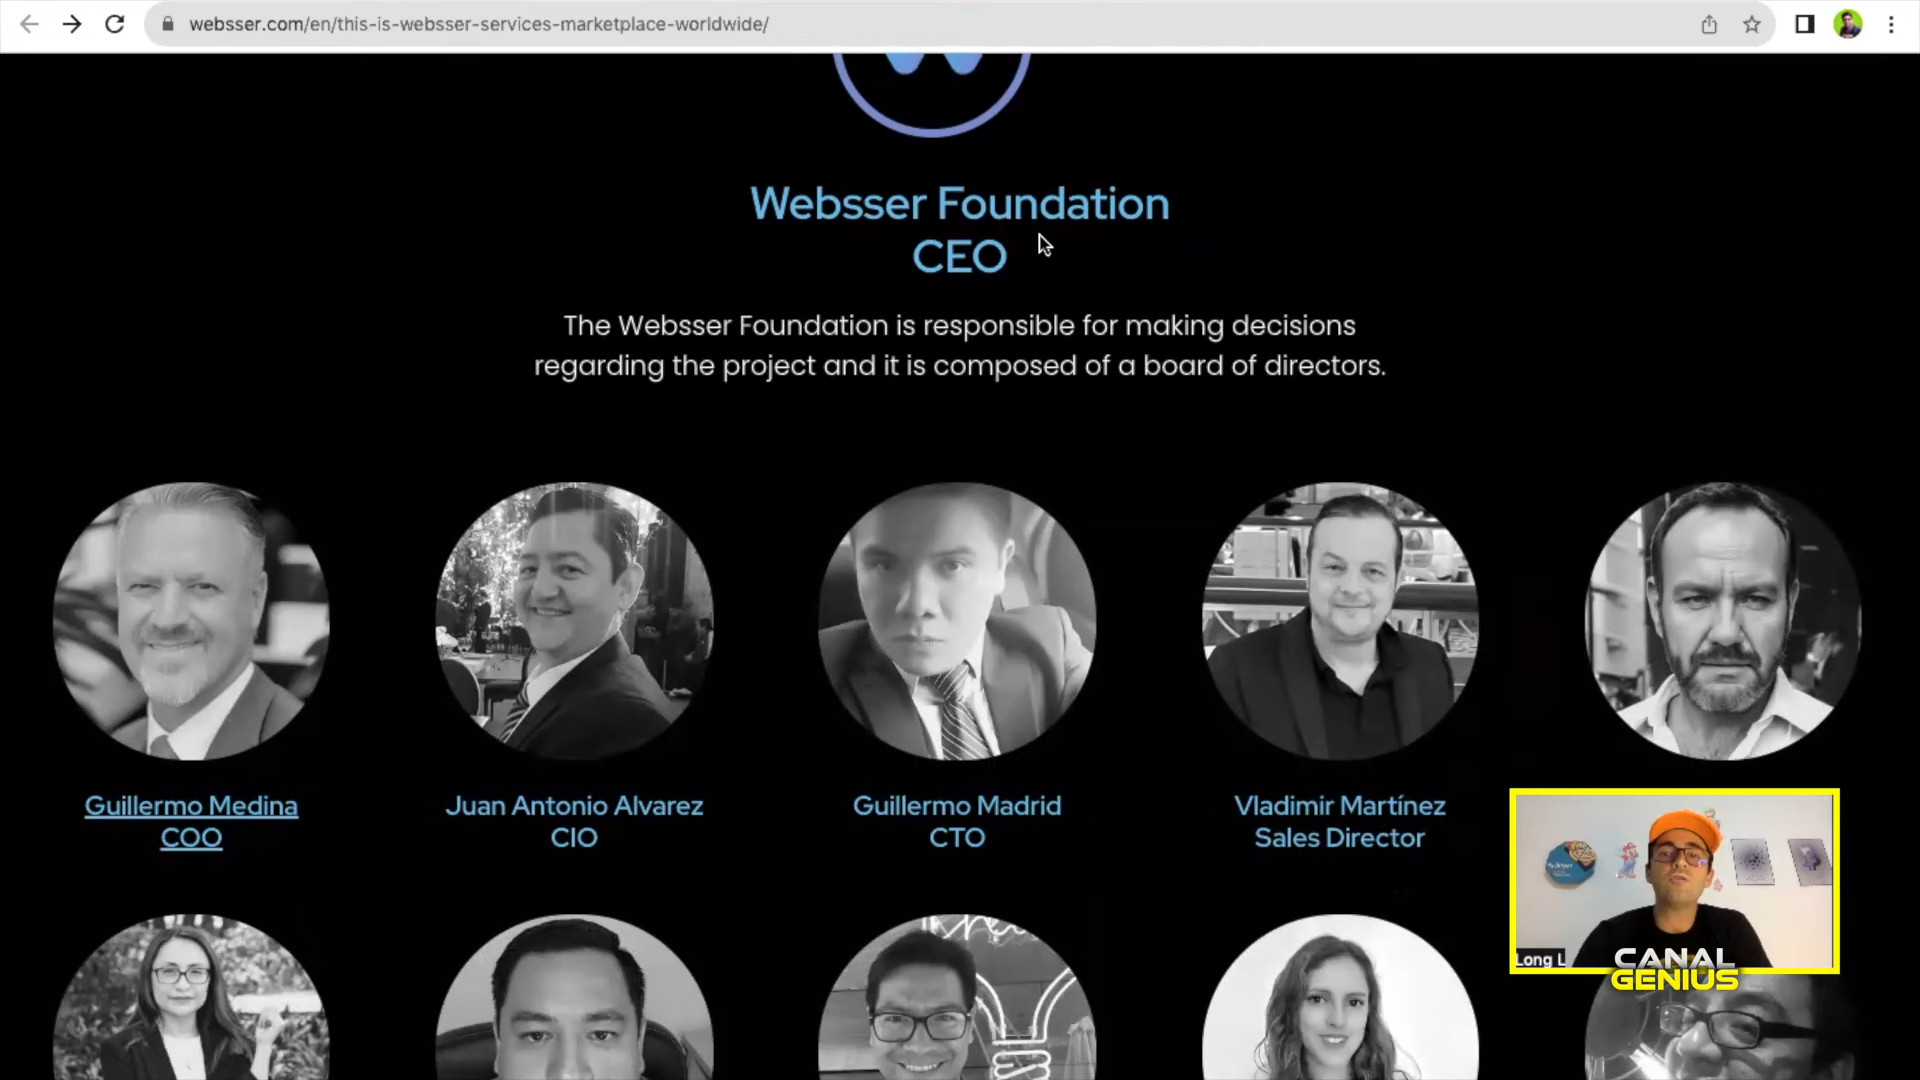 websser.com/en/this-is-websser-services-marketplace-worldwide/
Websser Foundation
CEO
The Websser Foundation is responsible for making decisions
regarding the project and it is composed of a board of directors.
Guillermo Medina
COO
Juan Antonio Alvarez
CIO
Guillermo Madrid
CTO
Vladimir Martínez
Sales Director
Long L
CANAL
GENIUS